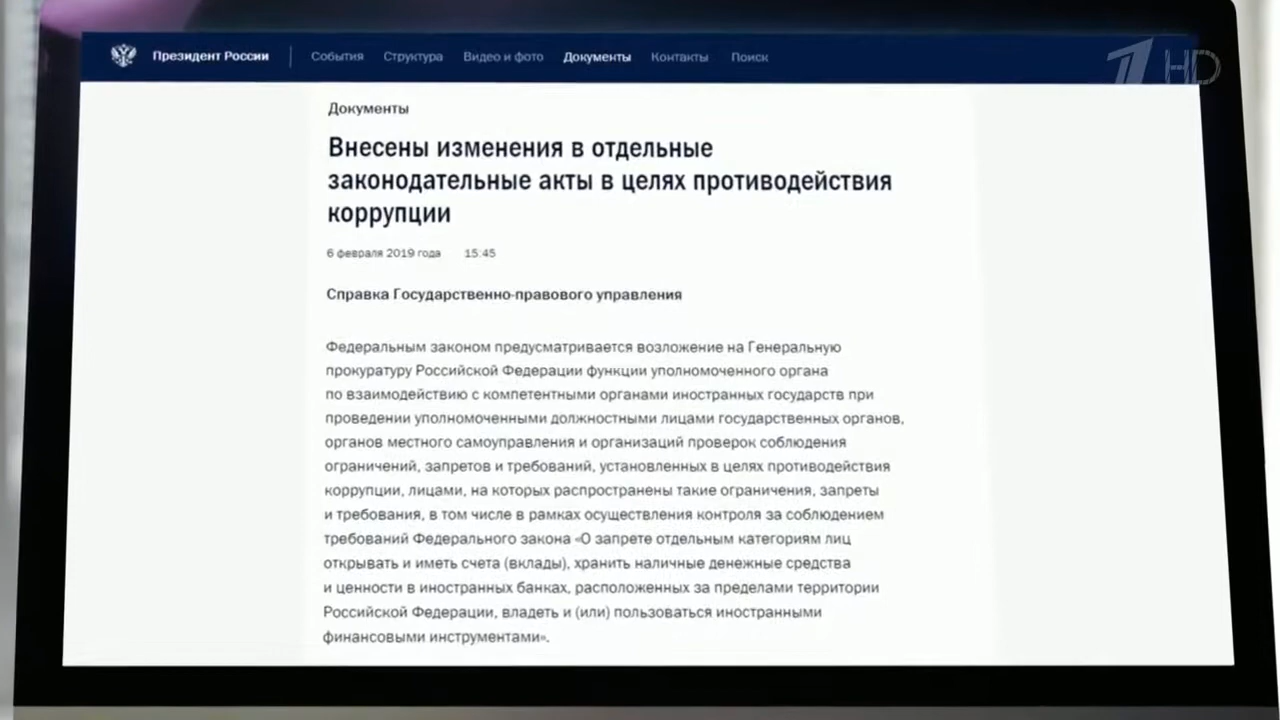 Президент России
События
Структура
Видео и фото
Документы
Контакты
Поиск
1 HD
Документы
Внесены изменения в отдельные
законодательные акты в целях противодействия
коррупции
6 февраля 2019 года 15:45
Справка Государственно-правового управления
Федеральным законом предусматривается возложение на Генеральную
прокуратуру Российской Федерации функции уполномоченного органа
по взаимодействию с компетентными органами иностранных государств при
проведении уполномоченными должностными лицами государственных органов,
органов местного самоуправления и организаций проверок соблюдения
ограничений, запретов и требований, установленных в целях противодействия
коррупции, лицами, на которых распространены такие ограничения, запреты
и требования, в том числе в рамках осуществления контроля за соблюдением
требований Федерального закона «О запрете отдельным категориям лиц
открывать и иметь счета (вклады), хранить наличные денежные средства
и ценности в иностранных банках, расположенных за пределами территории
Российской Федерации, владеть и (или) пользоваться иностранными
финансовыми инструментами».